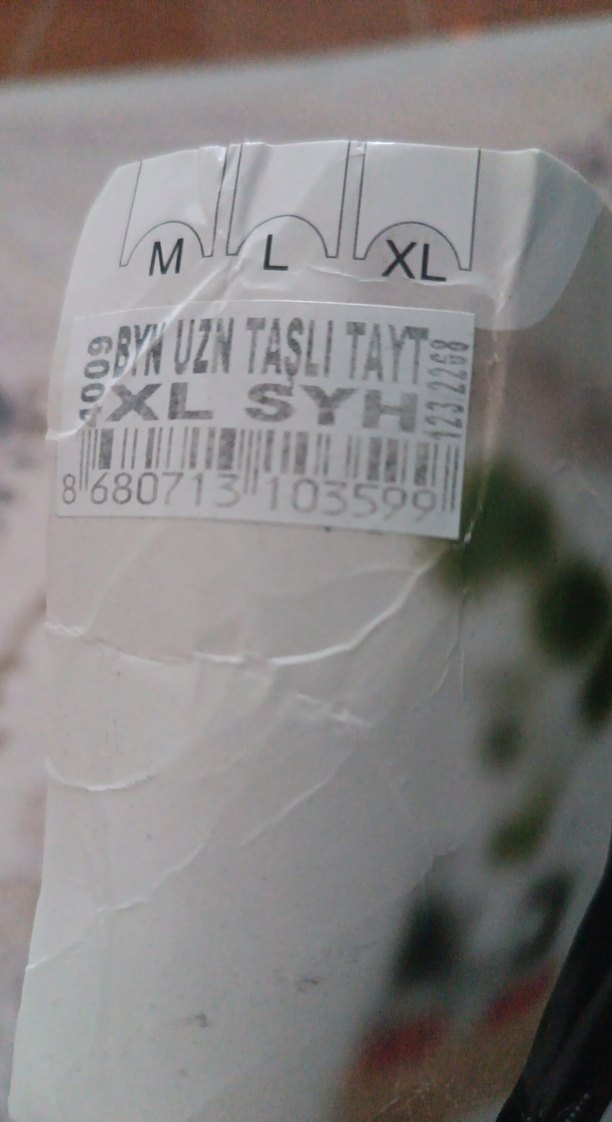 M L XL
4009
BYN UZN TAŞLI TAYT
XL SYH
123/2268
8 680713 103599